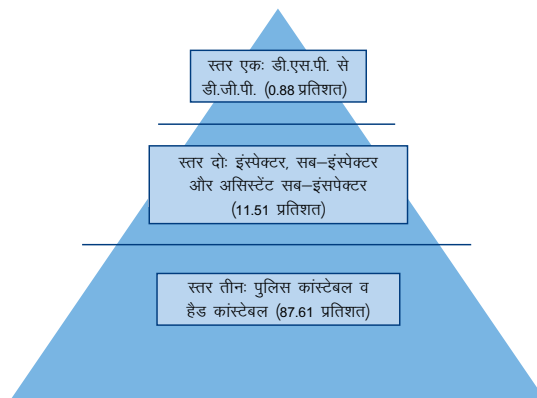 स्तर एकः डी.एस.पी. से
डी.जी.पी. (0.88 प्रतिशत)
स्तर दोः इंस्पेक्टर, सब–इंस्पेक्टर
और असिस्टेंट सब–इंसपेक्टर
(11.51 प्रतिशत)
स्तर तीनः पुलिस कांस्टेबल व
हैड कांस्टेबल (87.61 प्रतिशत)